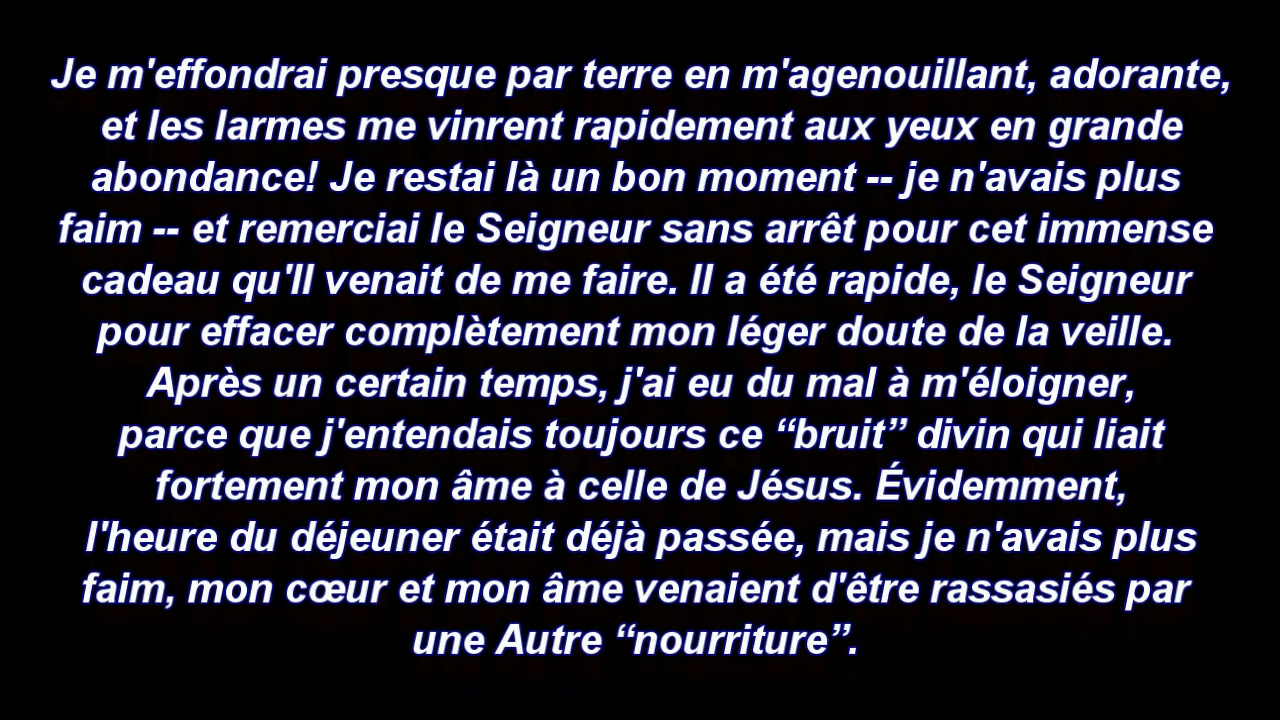 Je m'effondrai presque par terre en m'agenouillant, adorante,
et les larmes me vinrent rapidement aux yeux en grande
abondance! Je restai là un bon moment -- je n'avais plus
faim -- et remerciai le Seigneur sans arrêt pour cet immense
cadeau qu'Il venait de me faire. Il a été rapide, le Seigneur
pour effacer complètement mon léger doute de la veille.
Après un certain temps, j'ai eu du mal à m'éloigner,
parce que j'entendais toujours ce “bruit” divin qui liait
fortement mon âme à celle de Jésus. Évidemment,
l'heure du déjeuner était déjà passée, mais je n'avais plus
faim, mon cœur et mon âme venaient d'être rassasiés par
une Autre “nourriture”.